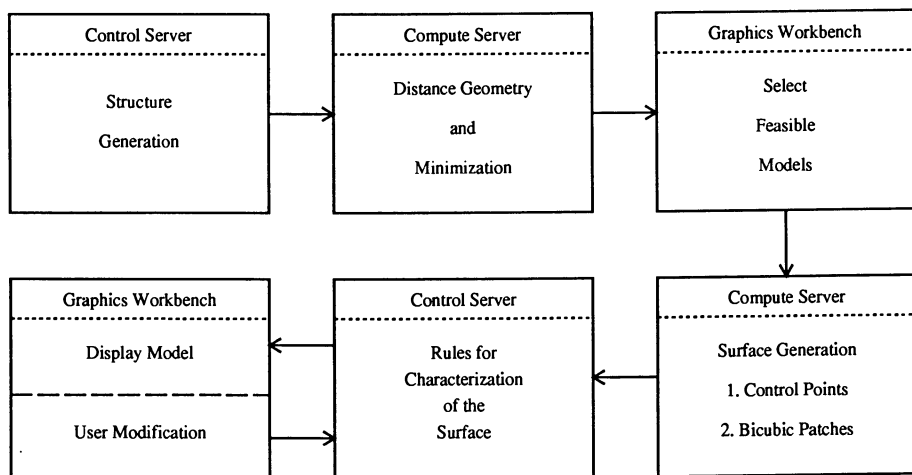 Control Server
Structure
Generation
Compute Server
Distance Geometry
and
Minimization
Graphics Workbench
Select
Feasible
Models
Graphics Workbench
Display Model
User Modification
Control Server
Rules for
Characterization
of the
Surface
Compute Server
Surface Generation
1. Control Points
2. Bicubic Patches